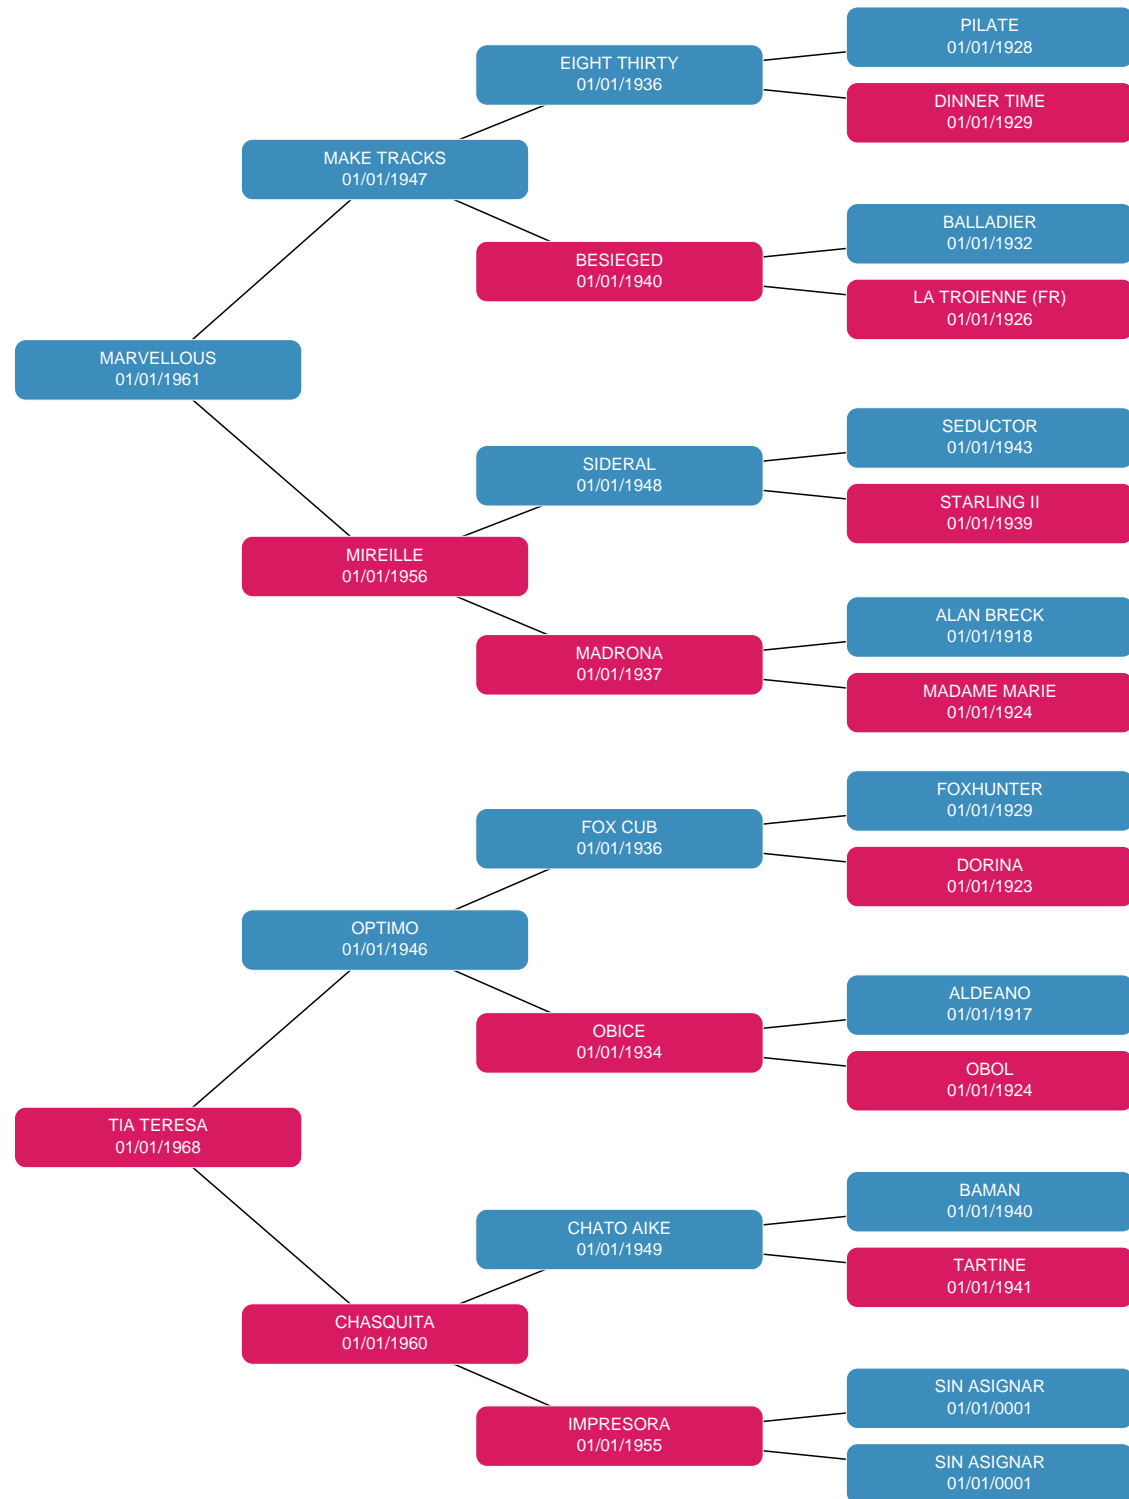 PILATE
01/01/1928
EIGHT THIRTY
01/01/1936
DINNER TIME
01/01/1929
MAKE TRACKS
01/01/1947
BALLADIER
01/01/1932
BESIEGED
01/01/1940
LA TROIENNE (FR)
01/01/1926
MARVELLOUS
01/01/1961
SEDUCTOR
01/01/1943
SIDERAL
01/01/1948
STARLING II
01/01/1939
MIREILLE
01/01/1956
ALAN BRECK
01/01/1918
MADRONA
01/01/1937
MADAME MARIE
01/01/1924
FOXHUNTER
01/01/1929
FOX CUB
01/01/1936
DORINA
01/01/1923
OPTIMO
01/01/1946
ALDEANO
01/01/1917
OBICE
01/01/1934
OBOL
01/01/1924
TIA TERESA
01/01/1968
BAMAN
01/01/1940
CHATO AIKE
01/01/1949
TARTINE
01/01/1941
CHASQUITA
01/01/1960
SIN ASIGNAR
01/01/0001
IMPRESORA
01/01/1955
SIN ASIGNAR
01/01/0001